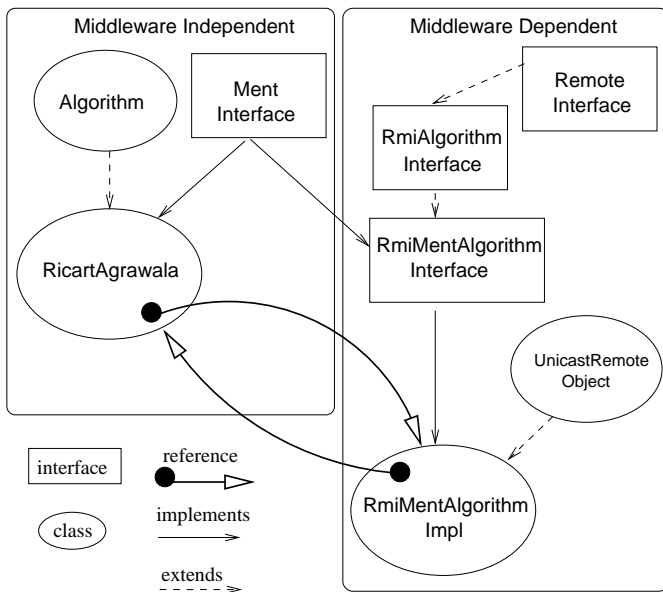 Middleware Independent
Algorithm
Ment
Interface
RicartAgrawala
Middleware Dependent
Remote
Interface
RmiAlgorithm
Interface
RmiMentAlgorithm
Interface
UnicastRemote
Object
RmiMentAlgorithm
Impl
interface
reference
class
implements
extends